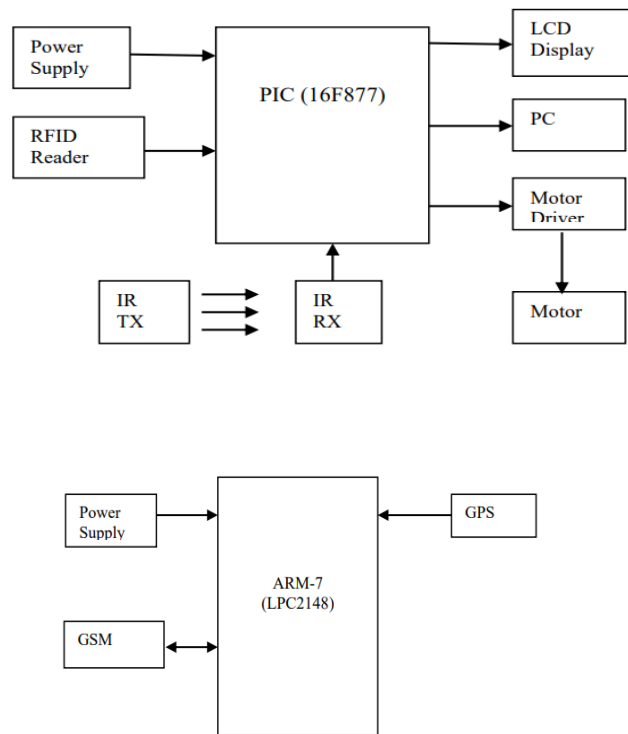 Power
Supply
RFID
Reader
PIC (16F877)
LCD
Display
PC
Motor
Driver
IR
TX
IR
RX
Motor
Power
Supply
GSM
ARM-7
(LPC2148)
GPS